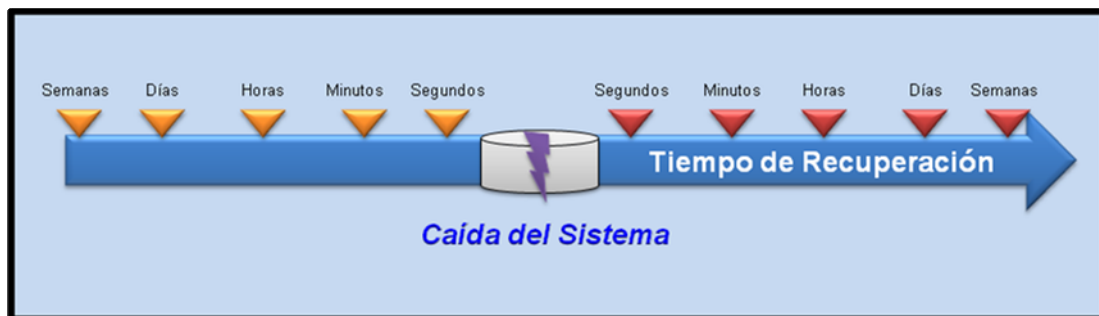 Semanas Días Horas Minutos Segundos Segundos Minutos Horas Días Semanas
Tiempo de Recuperación
Caída del Sistema